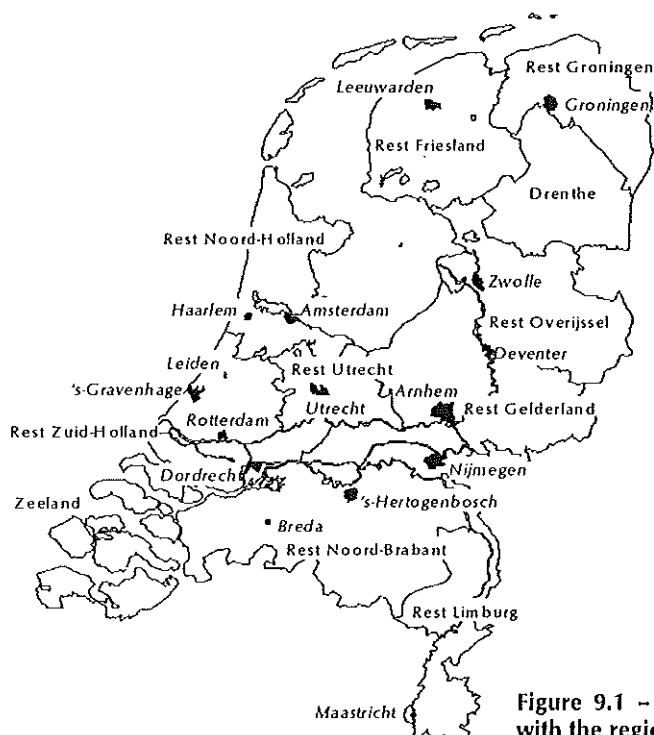 Rest Groningen
Leeuwarden
Groningen
Rest Friesland
Drenthe
Rest Noord-Holland
Zwolle
Haarlem
Amsterdam
Rest Overijssel
Deventer
Leiden
Rest Utrecht
's-Gravenhage
Utrecht
Arnhem
Rest Gelderland
Rotterdam
Rest Zuid-Holland
Dordrech
Nijmegen
Zeeland
's-Hertogenbosch
Breda
Rest Noord-Brabant
Rest Limburg
Maastricht
Figure 9.1 –
with the regi